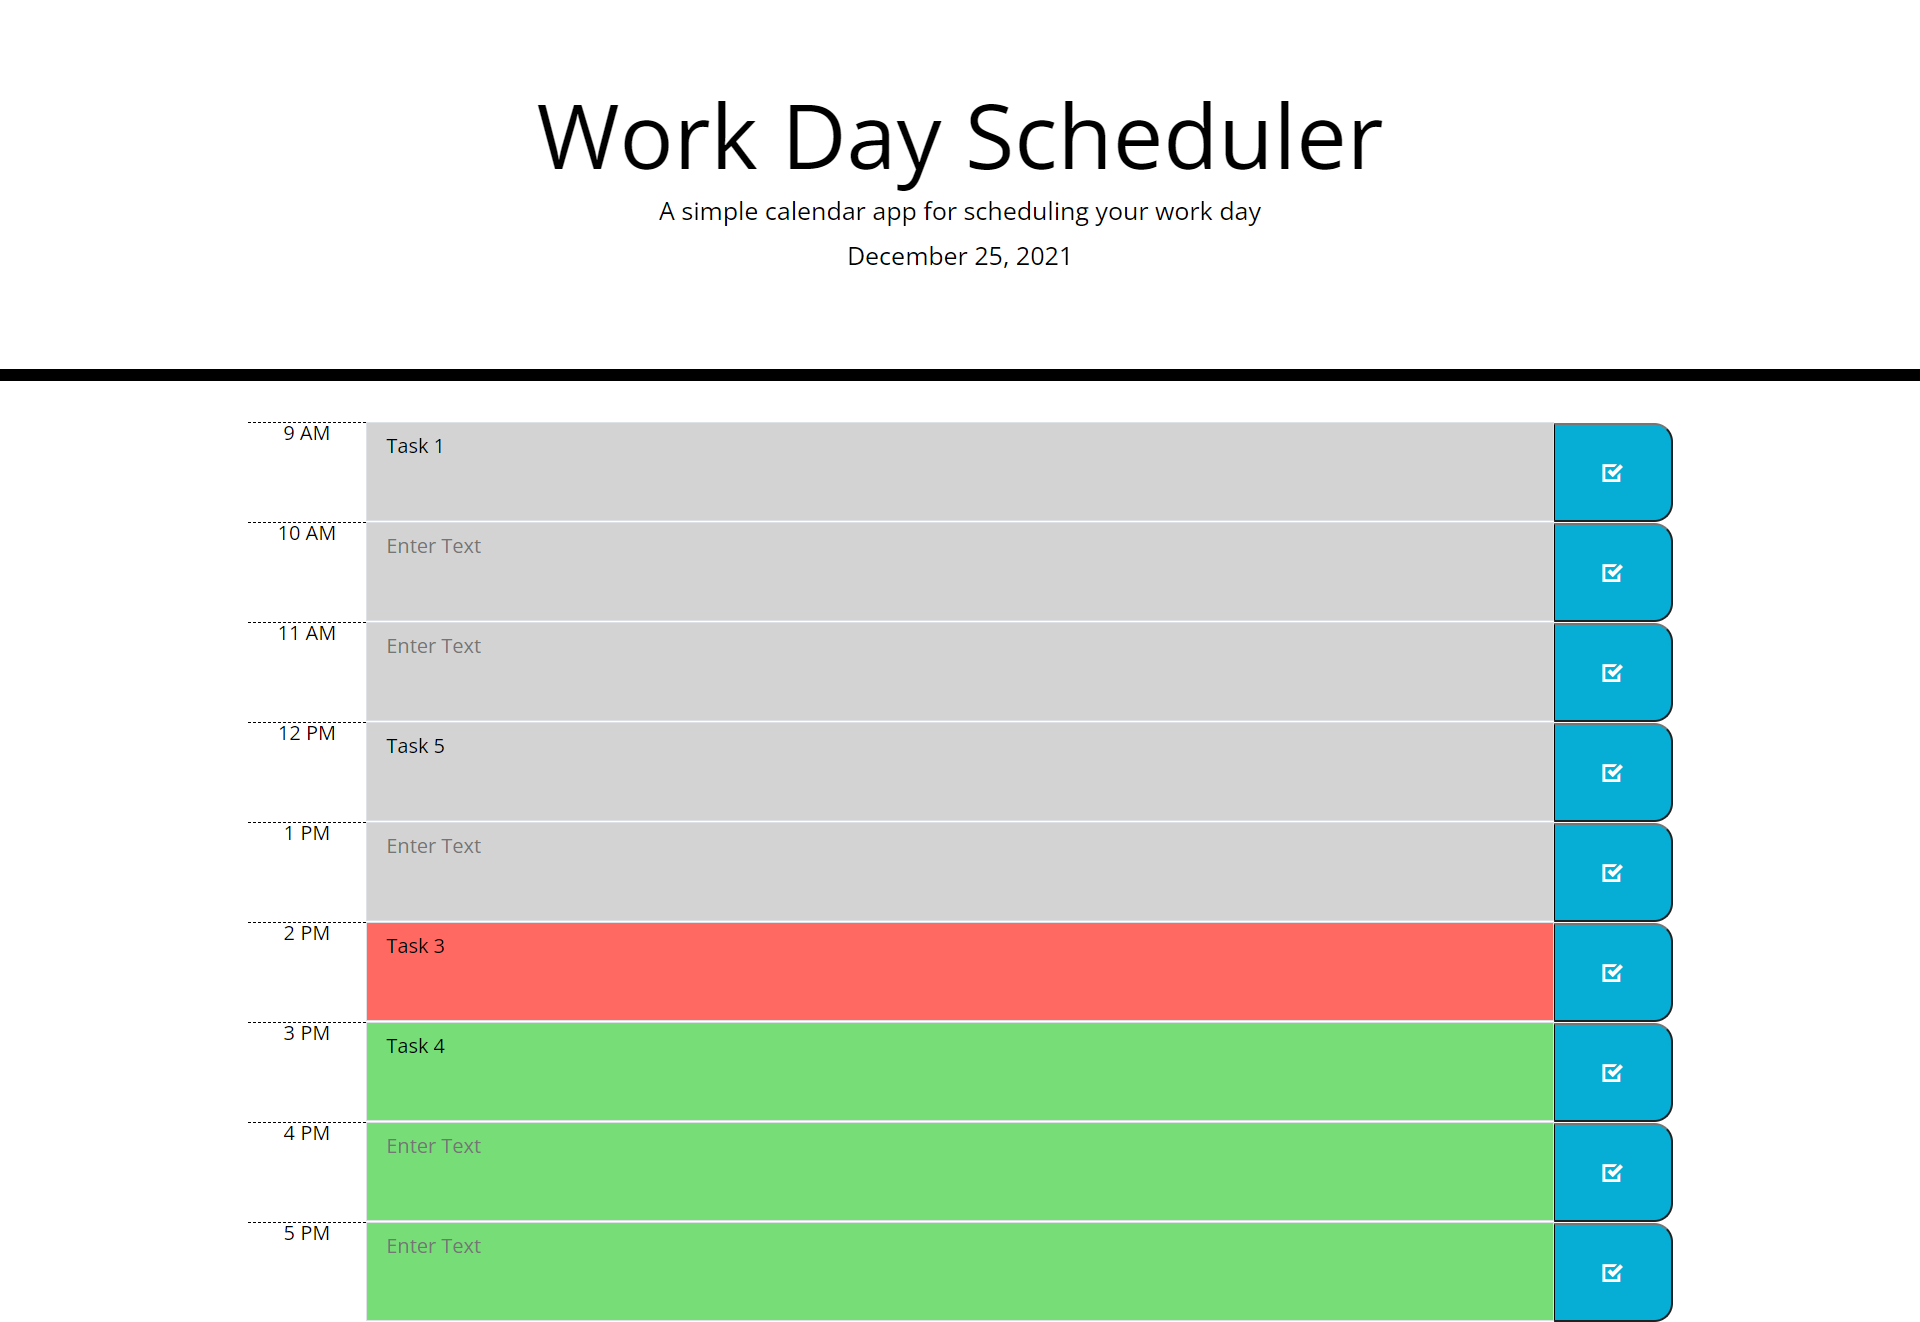 Work Day Scheduler
A simple calendar app for scheduling your work day
December 25, 2021
9 AM
Task 1
10 AM
Enter Text
11 AM
Enter Text
12 PM
Task 5
1 PM
Enter Text
2 PM
Task 3
3 PM
Task 4
4 PM
Enter Text
5 PM
Enter Text